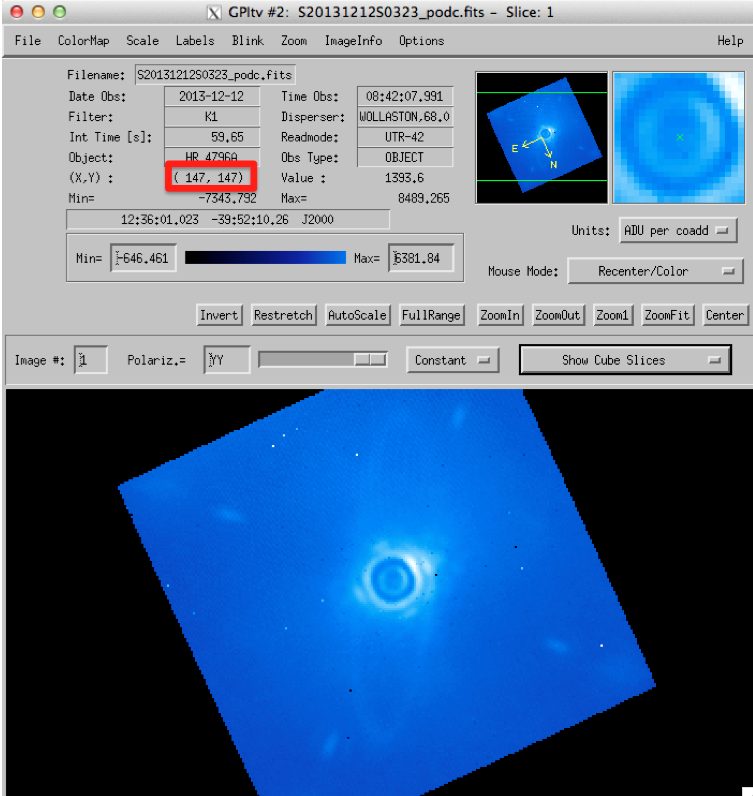 GPItv #2: S20131212S0323_podc.fits - Slice: 1
File ColorMap Scale Labels Blink Zoom ImageInfo Options Help
Filename: S20131212S0323_podc.fits
Date Obs: 2013-12-12 Time Obs: 08:42:07.991
Filter: K1 Disperser: WOLLASTON,68.0
Int Time [s]: 59.65 Readmode: UTR-42
Object: HR 4796A Obs Type: OBJECT
(X,Y) : ( 147, 147) Value : 1393.6
Min= -7343.792 Max= 8489.265
12:36:01.023 -39:52:10.26 J2000
E
N
Units: ADU per coadd
Min= -646.461 Max= 6381.84
Mouse Mode: Recenter/Color
Invert Restretch AutoScale FullRange ZoomIn ZoomOut Zoom1 ZoomFit Center
Image #: 1 Polariz.= YY Constant Show Cube Slices